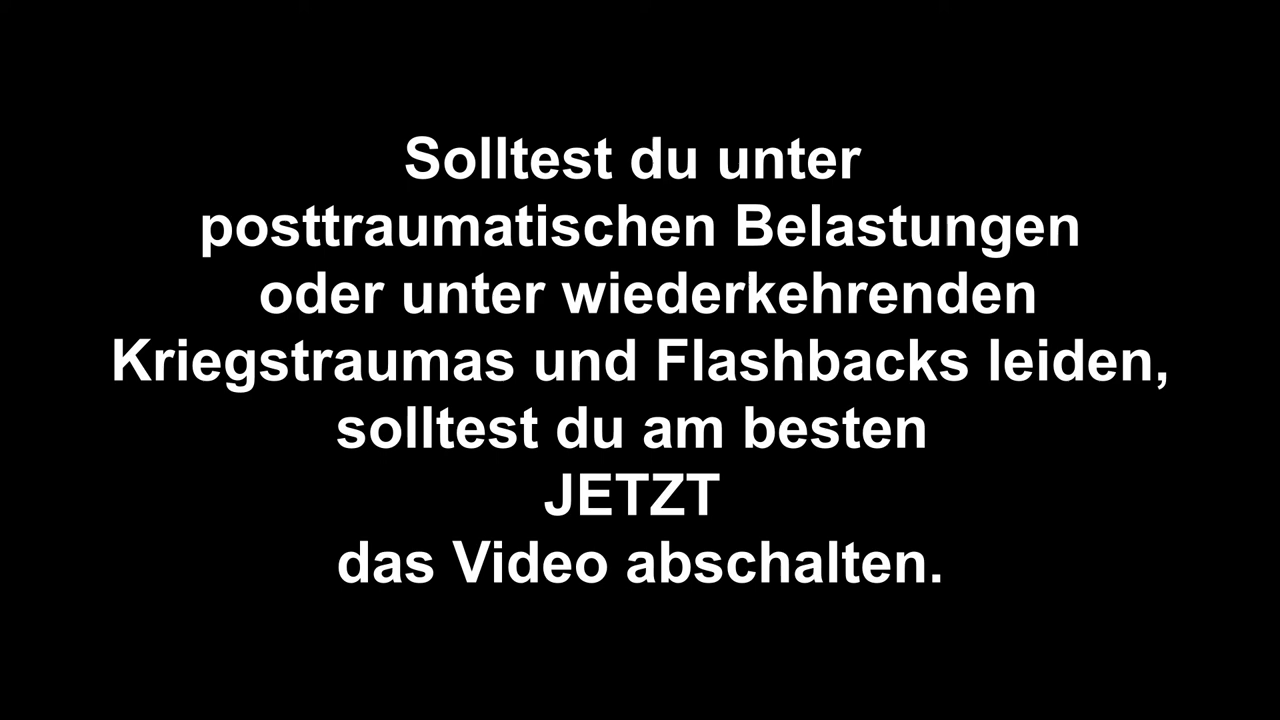 Solltest du unter
posttraumatischen Belastungen
oder unter wiederkehrenden
Kriegstraumas und Flashbacks leiden,
solltest du am besten
JETZT
das Video abschalten.